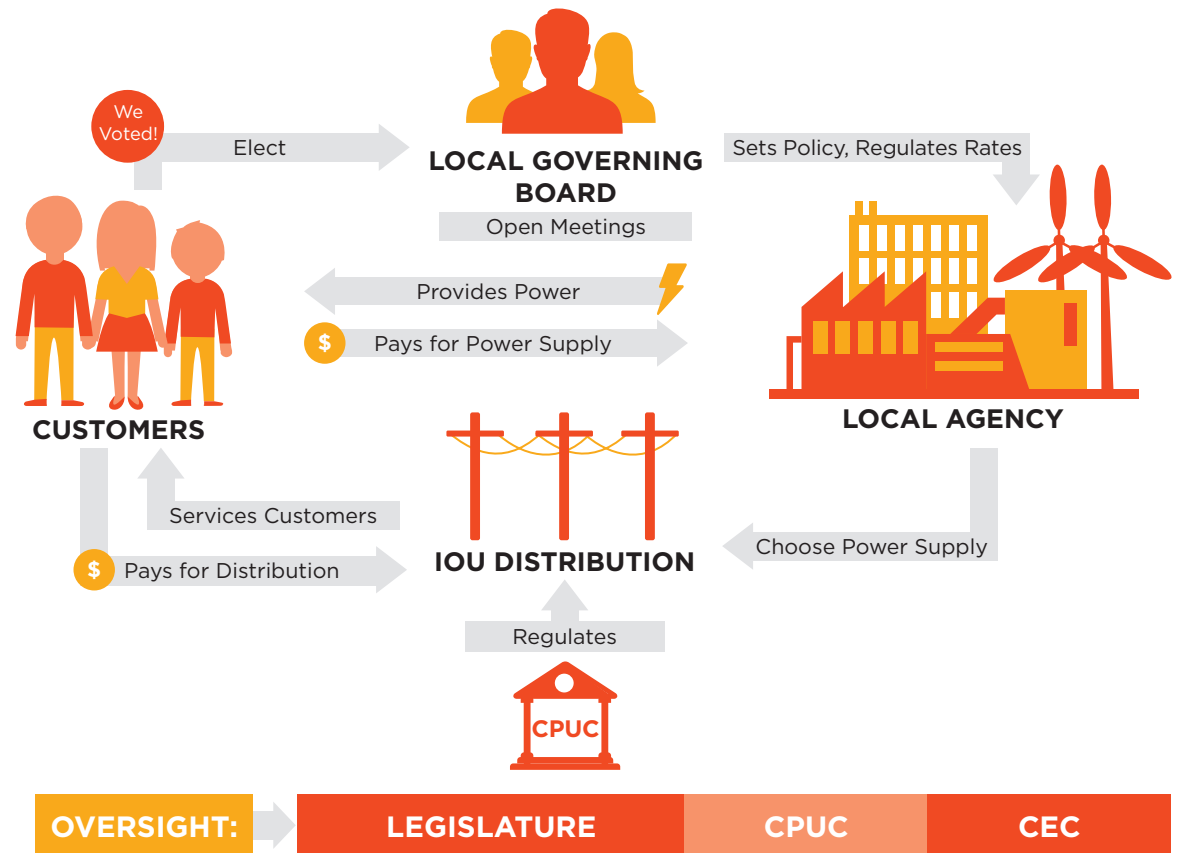 We
Voted!
Elect
LOCAL GOVERNING
BOARD
Open Meetings
Sets Policy, Regulates Rates
Provides Power
$ Pays for Power Supply
CUSTOMERS
LOCAL AGENCY
Services Customers
$ Pays for Distribution
IOU DISTRIBUTION
Choose Power Supply
Regulates
CPUC
OVERSIGHT: LEGISLATURE CPUC CEC